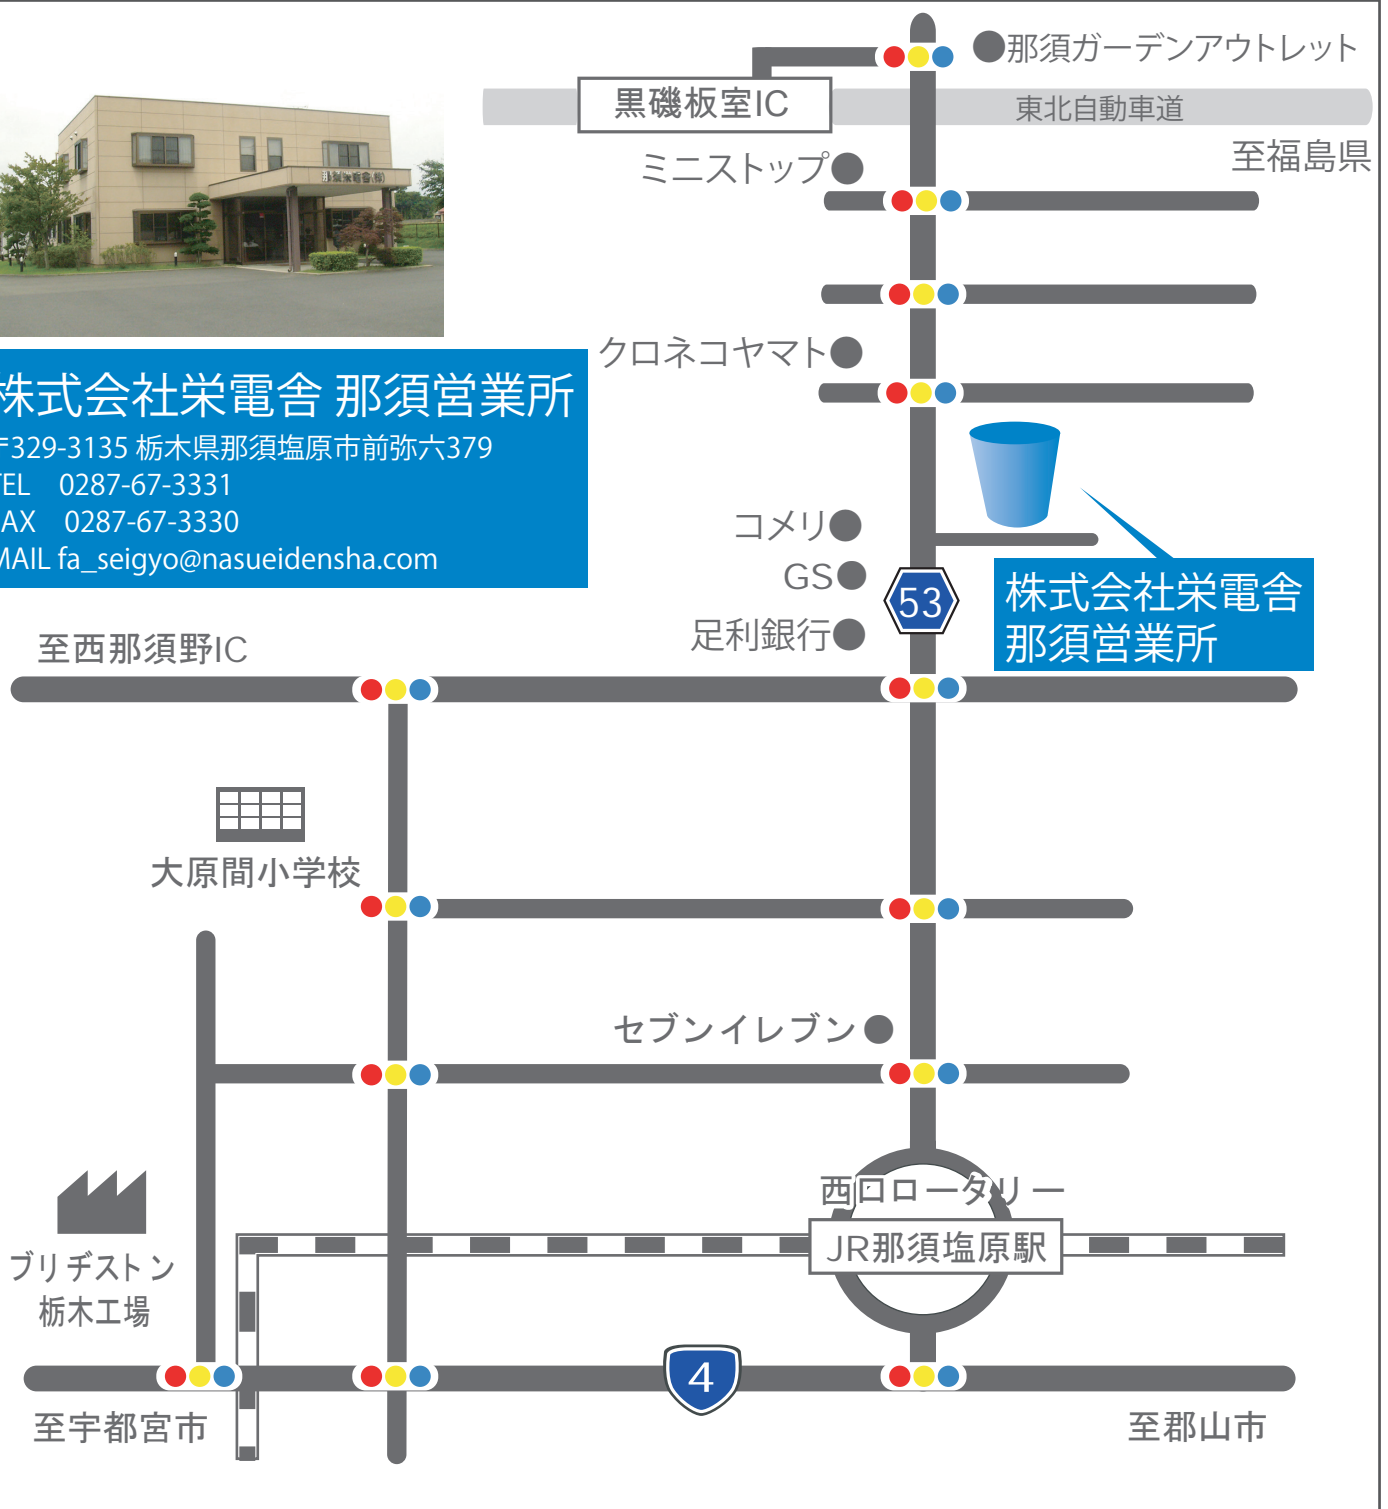 那須ガーデンアウトレット
黒磯板室IC
東北自動車道
至福島県
ミニストップ
クロネコヤマト
株式会社栄電舎 那須営業所
〒329-3135 栃木県那須塩原市前弥六379
TEL 0287-67-3331
FAX 0287-67-3330
MAIL fa_seigyo@nasueidensha.com
コメリ
GS
53
足利銀行
株式会社栄電舎
那須営業所
至西那須野IC
大原間小学校
セブンイレブン
西口ロータリー
JR那須塩原駅
ブリヂストン
栃木工場
4
至宇都宮市
至郡山市